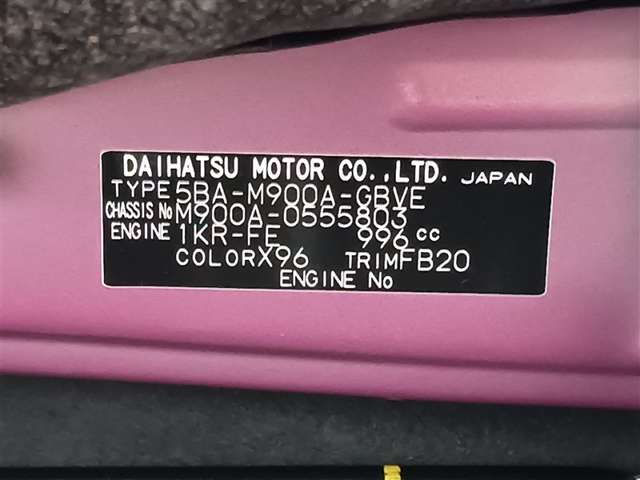 DAIHATSU MOTOR CO.,LTD. JAPAN
TYPE 5BA-M900A-GBVE
CHASSIS No M900A-0555803
ENGINE 1KR-FE 996 cc
COLOR X96 TRIM FB20
ENGINE No